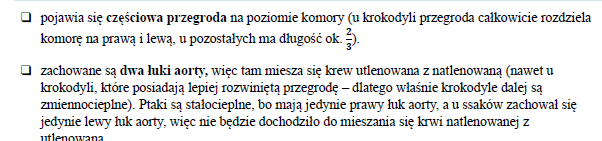 ❑ pojawia się częściowa przegroda na poziomie komory (u krokodyli przegroda całkowicie rozdziela
komorę na prawą i lewą, u pozostałych ma długość ok. 2/3).
❑ zachowane są dwa łuki aorty, więc tam miesza się krew utlenowana z natlenowaną (nawet u
krokodyli, które posiadają lepiej rozwiniętą przegrodę – dlatego właśnie krokodyle dalej są
zmiennocieplne). Ptaki są stałocieplne, bo mają jedynie prawy łuk aorty, a u ssaków zachował się
jedynie lewy łuk aorty, więc nie będzie dochodziło do mieszania się krwi natlenowanej z
utlenowaną